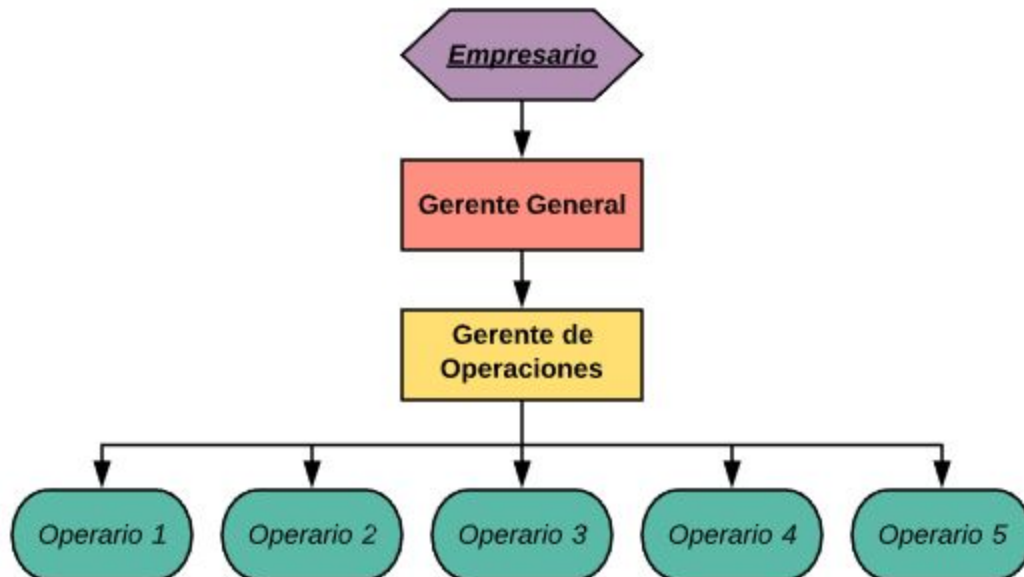 Empresario
Gerente General
Gerente de
Operaciones
Operario 1
Operario 2
Operario 3
Operario 4
Operario 5